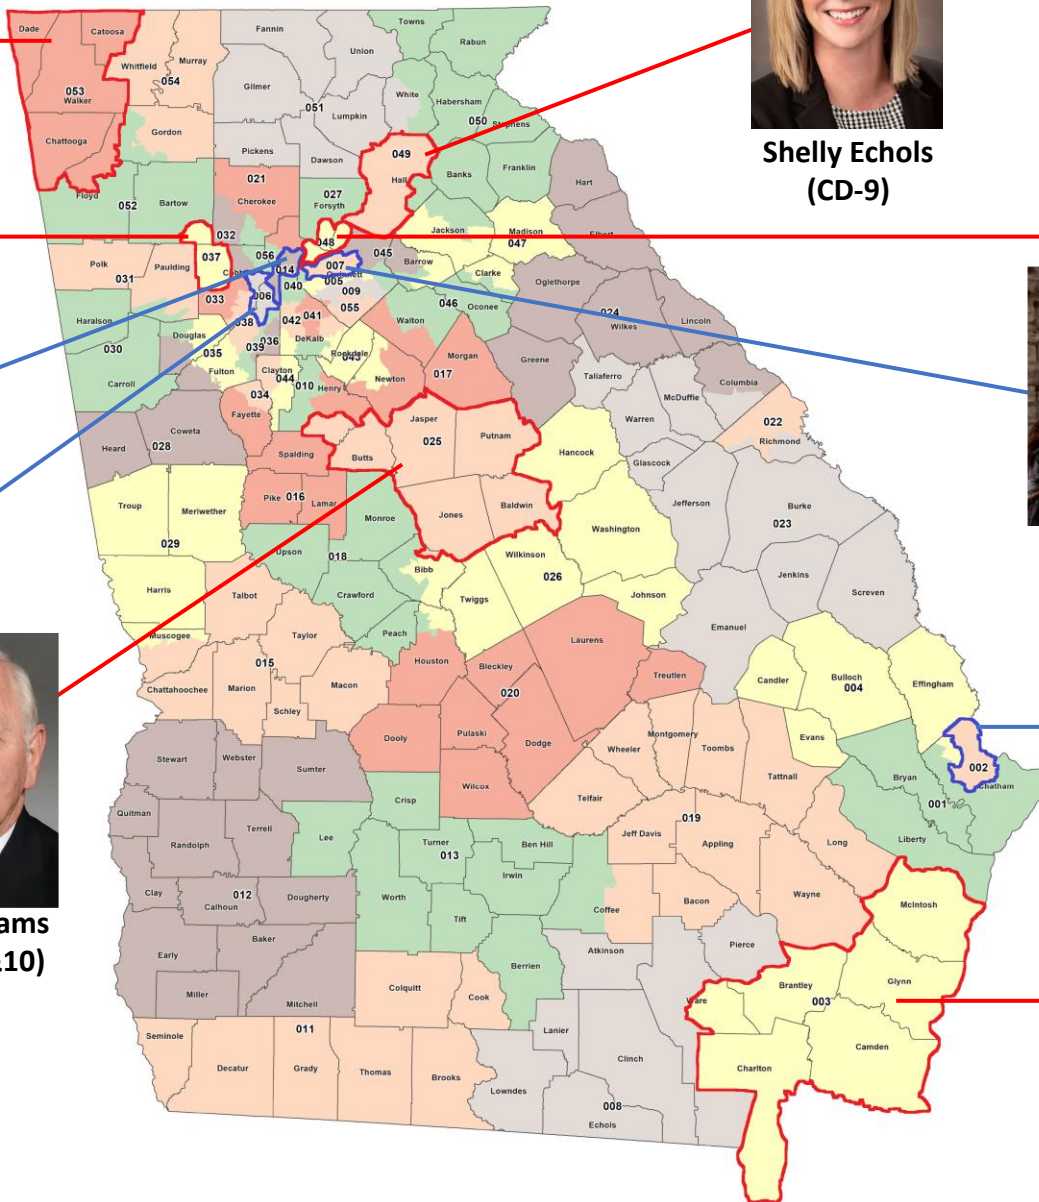 Dade
Catoosa
Whitfield
Murray
054
053
Walker
Chattooga
Gordon
Fannin
Union
Gilmer
051
Lumpkin
White
Pickens
Dawson
Towns
Rabun
Habersham
050
Stephens
Banks
Franklin
049
Hall
Hart
Elbert
Shelly Echols
(CD-9)
Floyd
052
Bartow
021
Cherokee
027
Forsyth
032
048
Jackson
Madison
047
Polk
031
Paulding
037
056
014
007
045
Barrow
Clarke
Oglethorpe
006
040
005
009
055
046
Oconee
024
Wilkes
Lincoln
033
038
042
041
Walton
Haralson
030
Carroll
Douglas
035
Fulton
039
036
DeKalb
Rockdale
043
Morgan
017
Greene
Taliaferro
McDuffie
Columbia
Clayton
044
010
Henry
Newton
034
Fayette
Warren
022
Richmond
Heard
028
Coweta
Spalding
Butts
Jasper
025
Putnam
Hancock
Glascock
Jefferson
Burke
023
Troup
Meriwether
029
Pike
016
Lamar
Monroe
Jones
Baldwin
Washington
Upson
018
Wilkinson
026
Jenkins
Screven
Harris
Talbot
Crawford
Bibb
Twiggs
Johnson
Emanuel
Muscogee
Taylor
Peach
Laurens
015
Chattahoochee
Marion
Macon
Schley
Houston
Bleckley
020
Treutlen
Candler
Bulloch
004
Effingham
Dooly
Pulaski
Dodge
Montgomery
Wheeler
Toombs
Evans
Stewart
Webster
Sumter
Wilcox
Telfair
Tattnall
Bryan
002
Chatham
001
Liberty
Quitman
Randolph
Terrell
Lee
Crisp
Turner
013
Ben Hill
Irwin
Jeff Davis
019
Appling
Long
Clay
012
Calhoun
Dougherty
Worth
Tift
Coffee
Bacon
Wayne
McIntosh
ams
10)
Early
Baker
Miller
Mitchell
Berrien
Atkinson
Pierce
Colquitt
Cook
Ware
Brantley
003
Glynn
Seminole
011
Decatur
Grady
Thomas
Brooks
Lanier
Clinch
Lowndes
008
Echols
Charlton
Camden